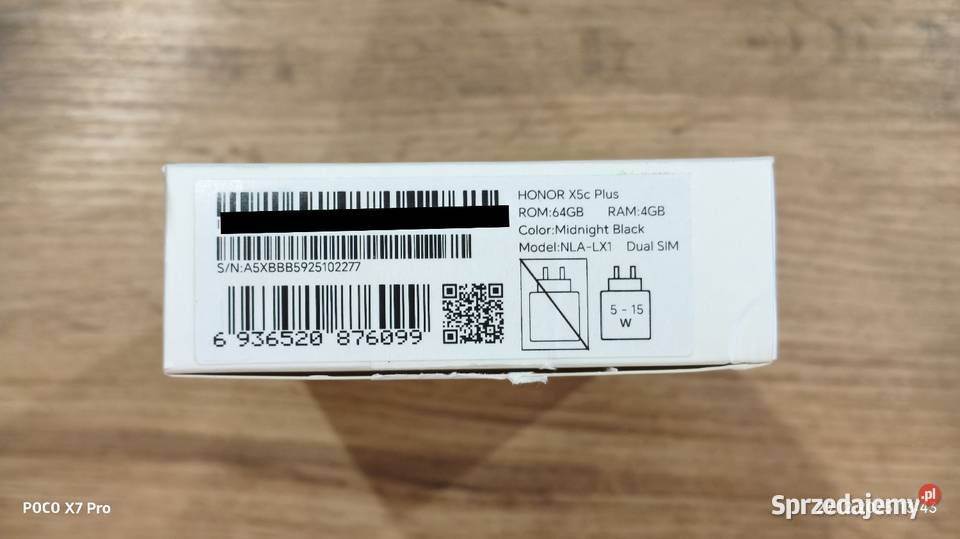 HONOR X5c Plus
ROM:64GB RAM:4GB
Color:Midnight Black
Model:NLA-LX1 Dual SIM
S/N:A5XBBB5925102277
6 936520 876099
5 - 15
W
POCO X7 Pro
Sprzedajemy.pl